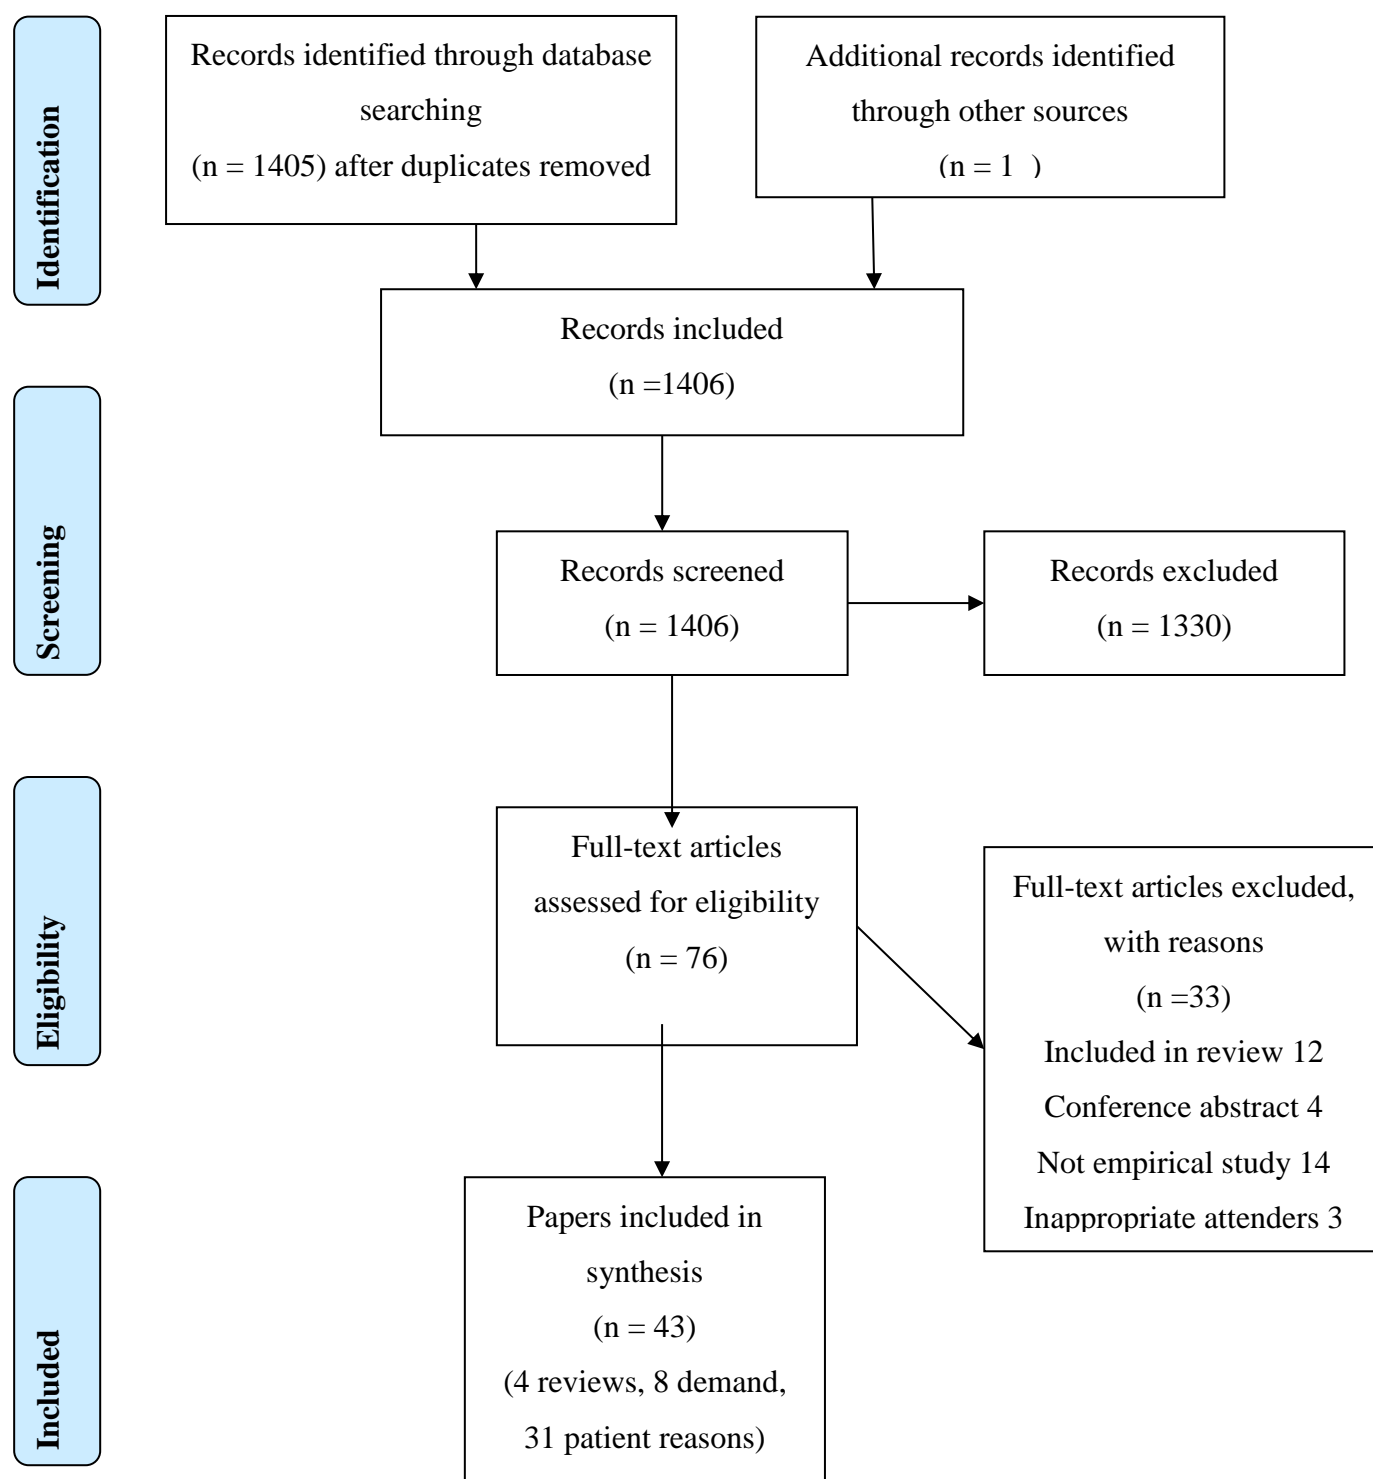 Identification
Records identified through database
searching
(n = 1405) after duplicates removed
Additional records identified
through other sources
(n = 1  )
Records included
(n =1406)
Screening
Records screened
(n = 1406)
Records excluded
(n = 1330)
Eligibility
Full-text articles
assessed for eligibility
(n = 76)
Full-text articles excluded,
with reasons
(n =33)
Included in review 12
Conference abstract 4
Not empirical study 14
Inappropriate attenders 3
Included
Papers included in
synthesis
(n = 43)
(4 reviews, 8 demand,
31 patient reasons)